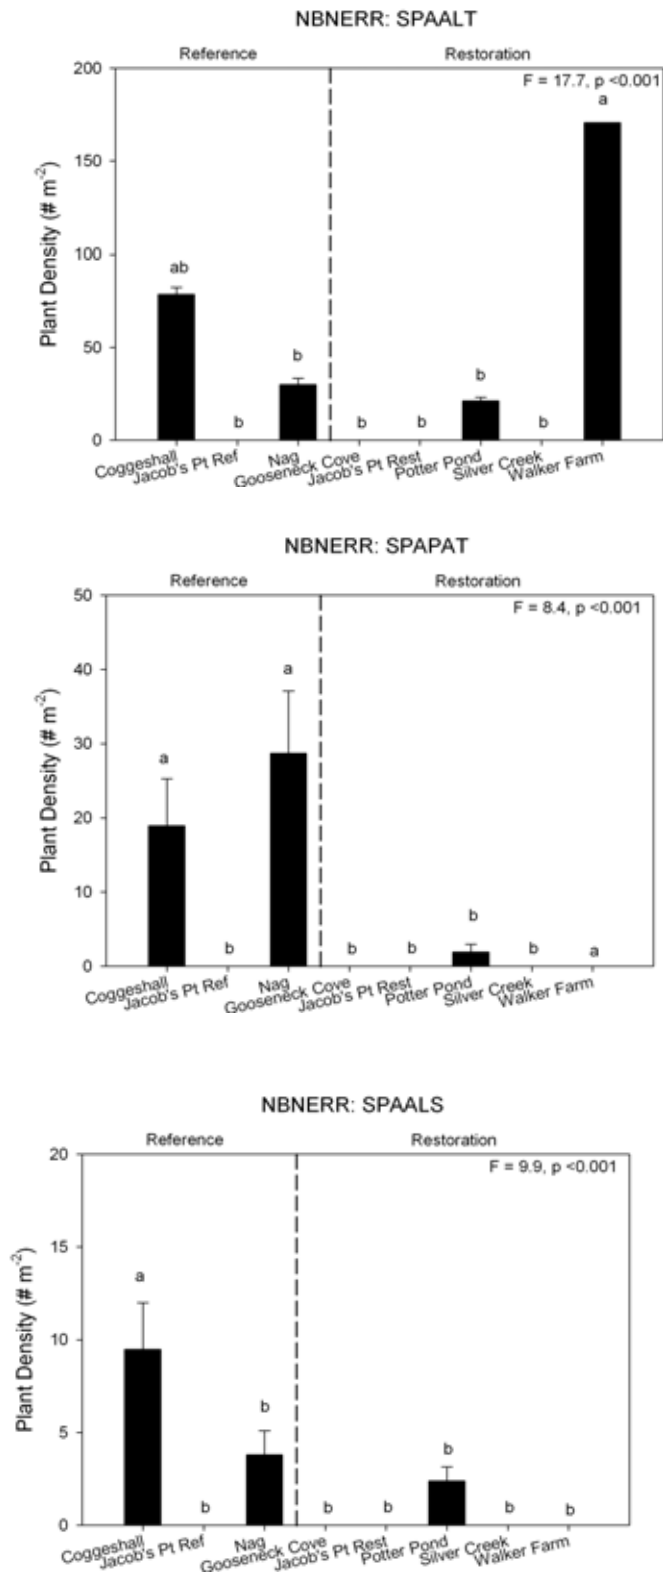 NBNERR: SPAALT
Reference Restoration
F = 17.7, p <0.001
Plant Density (# m-2)
200
150
100
50
0
ab
b
b
b
b
b
b
a
Coggeshall
Jacob's Pt Ref
Nag
Gooseneck Cove
Jacob's Pt Rest
Potter Pond
Silver Creek
Walker Farm
NBNERR: SPAPAT
Reference Restoration
F = 8.4, p <0.001
Plant Density (# m-2)
50
40
30
20
10
0
a
b
a
b
b
b
b
a
Coggeshall
Jacob's Pt Ref
Nag
Gooseneck Cove
Jacob's Pt Rest
Potter Pond
Silver Creek
Walker Farm
NBNERR: SPAALS
Reference Restoration
F = 9.9, p <0.001
Plant Density (# m-2)
20
15
10
5
0
a
b
b
b
b
b
b
b
Coggeshall
Jacob's Pt Ref
Nag
Gooseneck Cove
Jacob's Pt Rest
Potter Pond
Silver Creek
Walker Farm